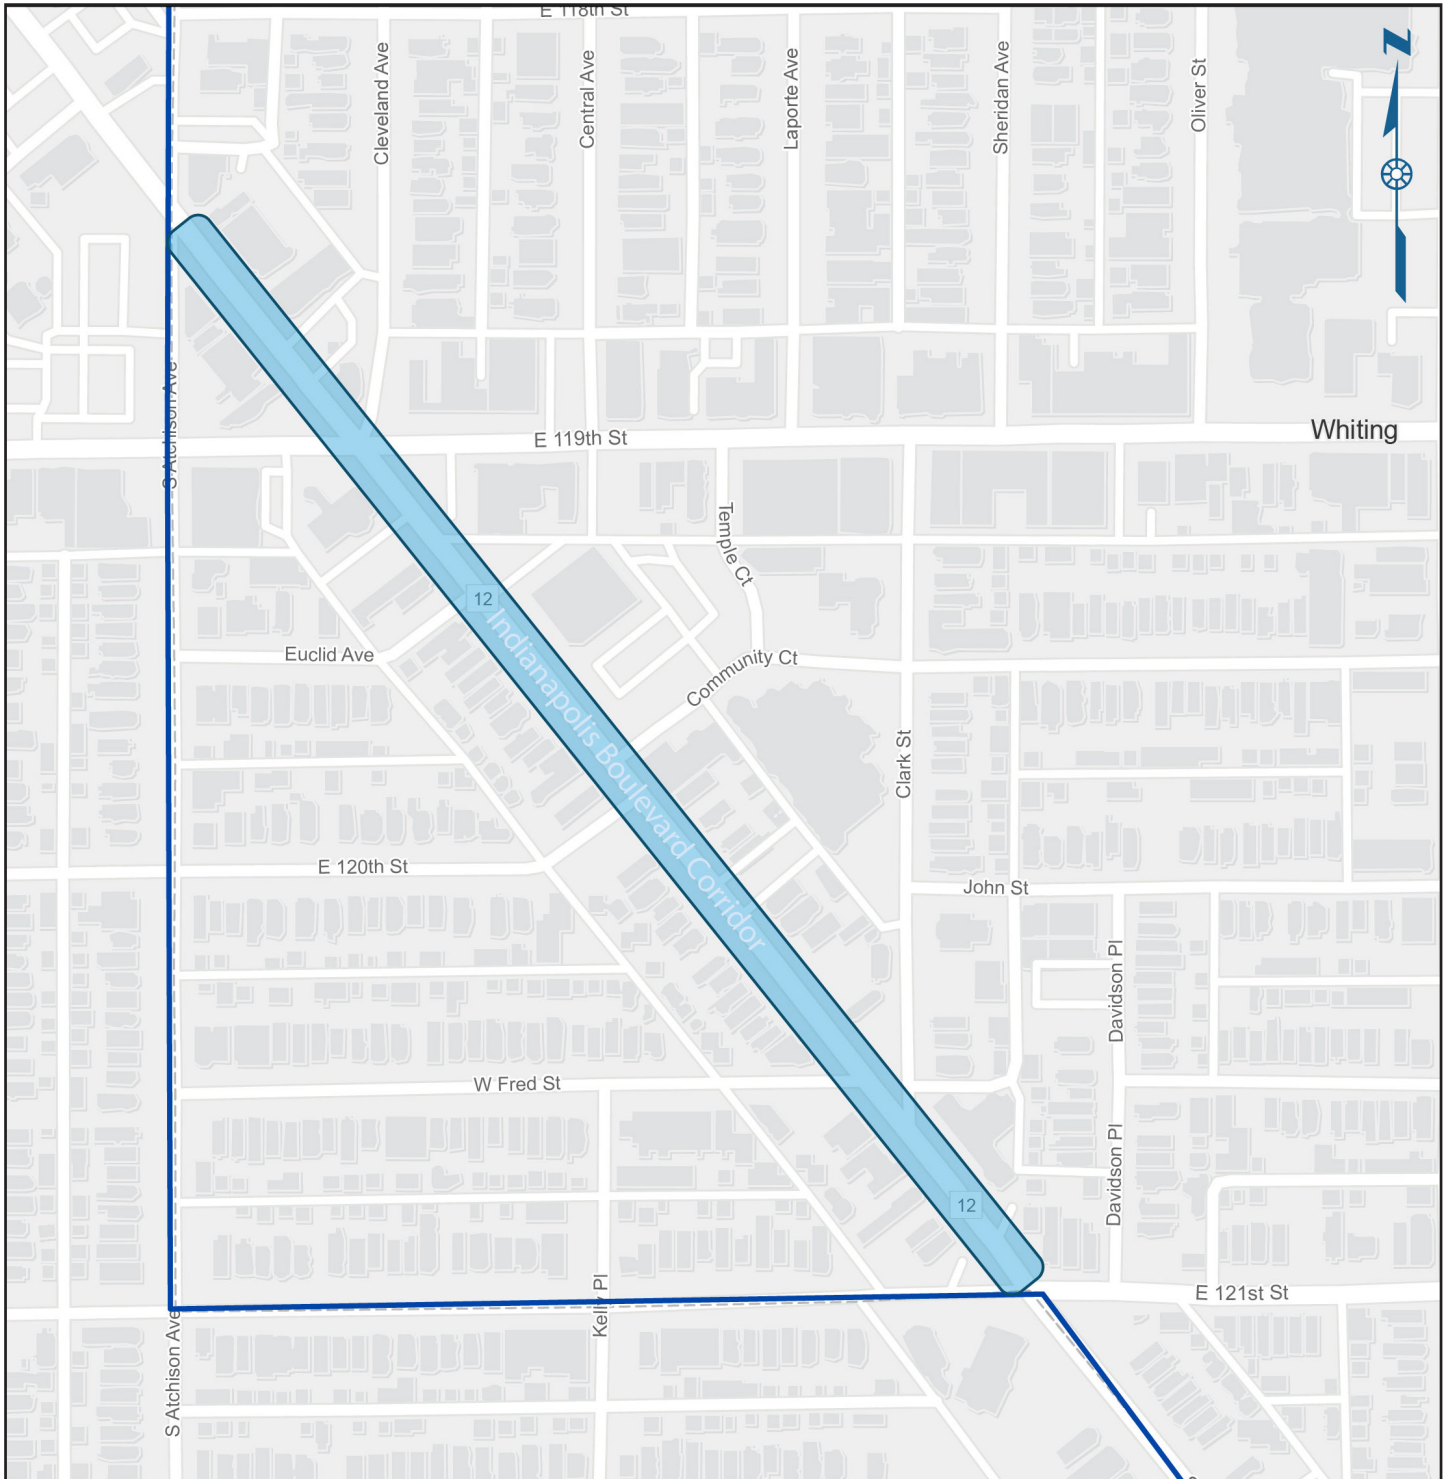 E 118th St
Cleveland Ave
Central Ave
Laporte Ave
Sheridan Ave
Oliver St
N
S Atchison Ave
E 119th St
Whiting
Temple Ct
12
Euclid Ave
Community Ct
Indianapolis Boulevard Corridor
Clark St
E 120th St
John St
Davidson Pl
W Fred St
Davidson Pl
12
Kelly Pl
E 121st St
S Atchison Ave